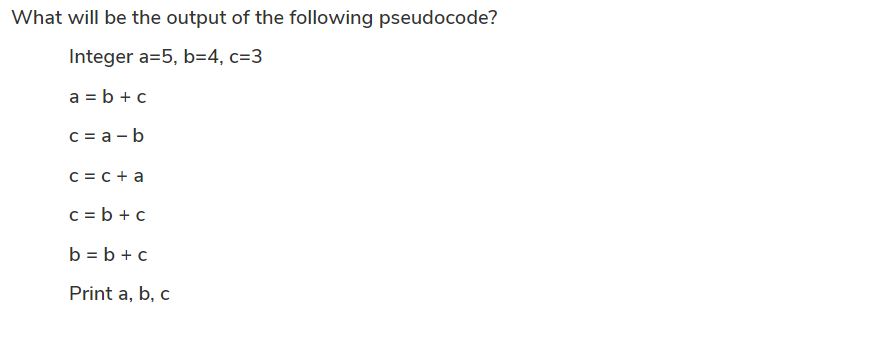 What will be the output of the following pseudocode?
Integer a=5, b=4, c=3
a = b + c
c = a – b
c = c + a
c = b + c
b = b + c
Print a, b, c